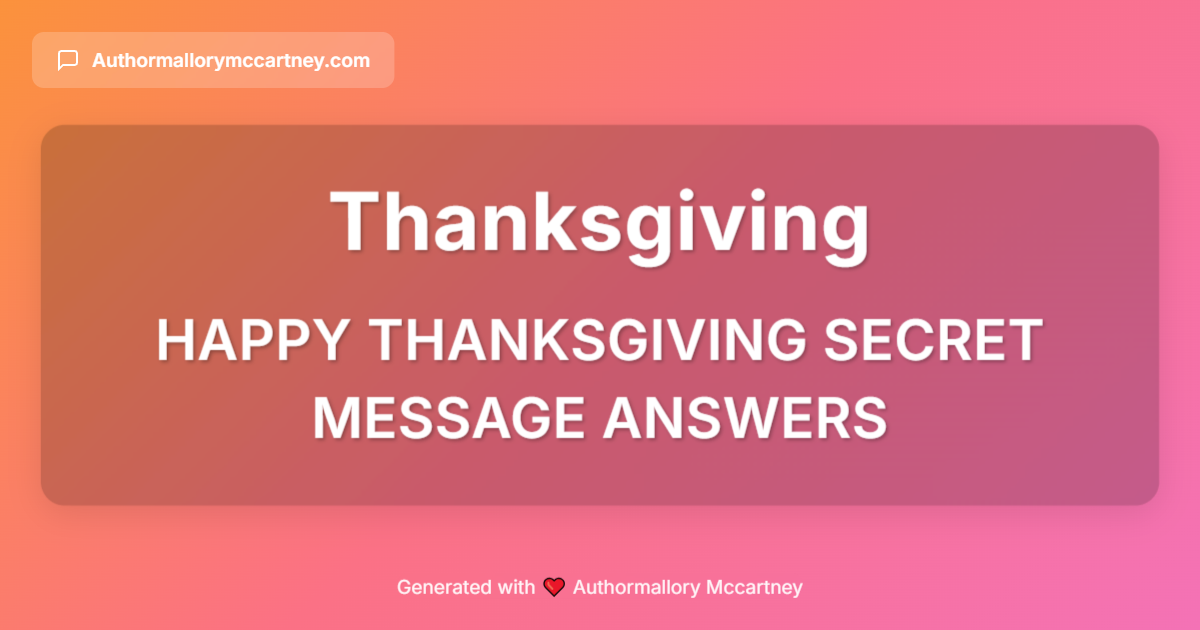 Authormallorymccartney.com
Thanksgiving
HAPPY THANKSGIVING SECRET
MESSAGE ANSWERS
Generated with ❤️ Authormallory Mccartney